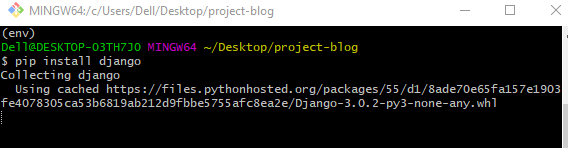 MINGW64:/c/Users/Dell/Desktop/project-blog
(env)
Dell@DESKTOP-O3TH7JO MINGW64 ~/Desktop/project-blog
$ pip install django
Collecting django
  Using cached https://files.pythonhosted.org/packages/55/d1/8ade70e65fa157e1903
fe4078305ca53b6819ab212d9fbbe5755afc8ea2e/Django-3.0.2-py3-none-any.whl